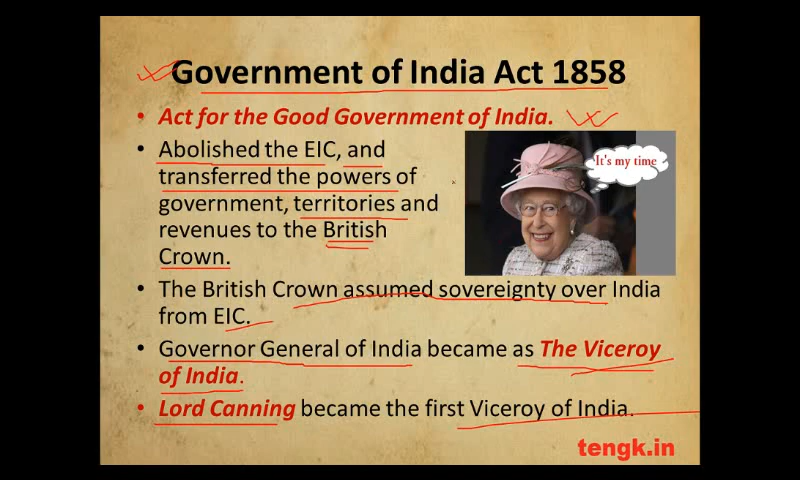 Government of India Act 1858
• Act for the Good Government of India.
• Abolished the EIC, and
transferred the powers of
government, territories and
revenues to the British
Crown.
It's my time
• The British Crown assumed sovereignty over India
from EIC.
• Governor General of India became as The Viceroy
of India.
• Lord Canning became the first Viceroy of India.
tengk.in